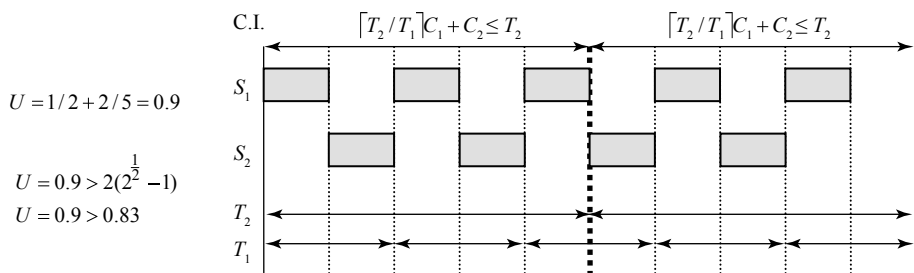 C.I.
⌈T₂ / T₁⌉C₁ + C₂ ≤ T₂
⌈T₂ / T₁⌉C₁ + C₂ ≤ T₂
S₁
U = 1/2 + 2/5 = 0.9
S₂
U = 0.9 > 2(2^(1/2) − 1)
U = 0.9 > 0.83
T₂
T₁